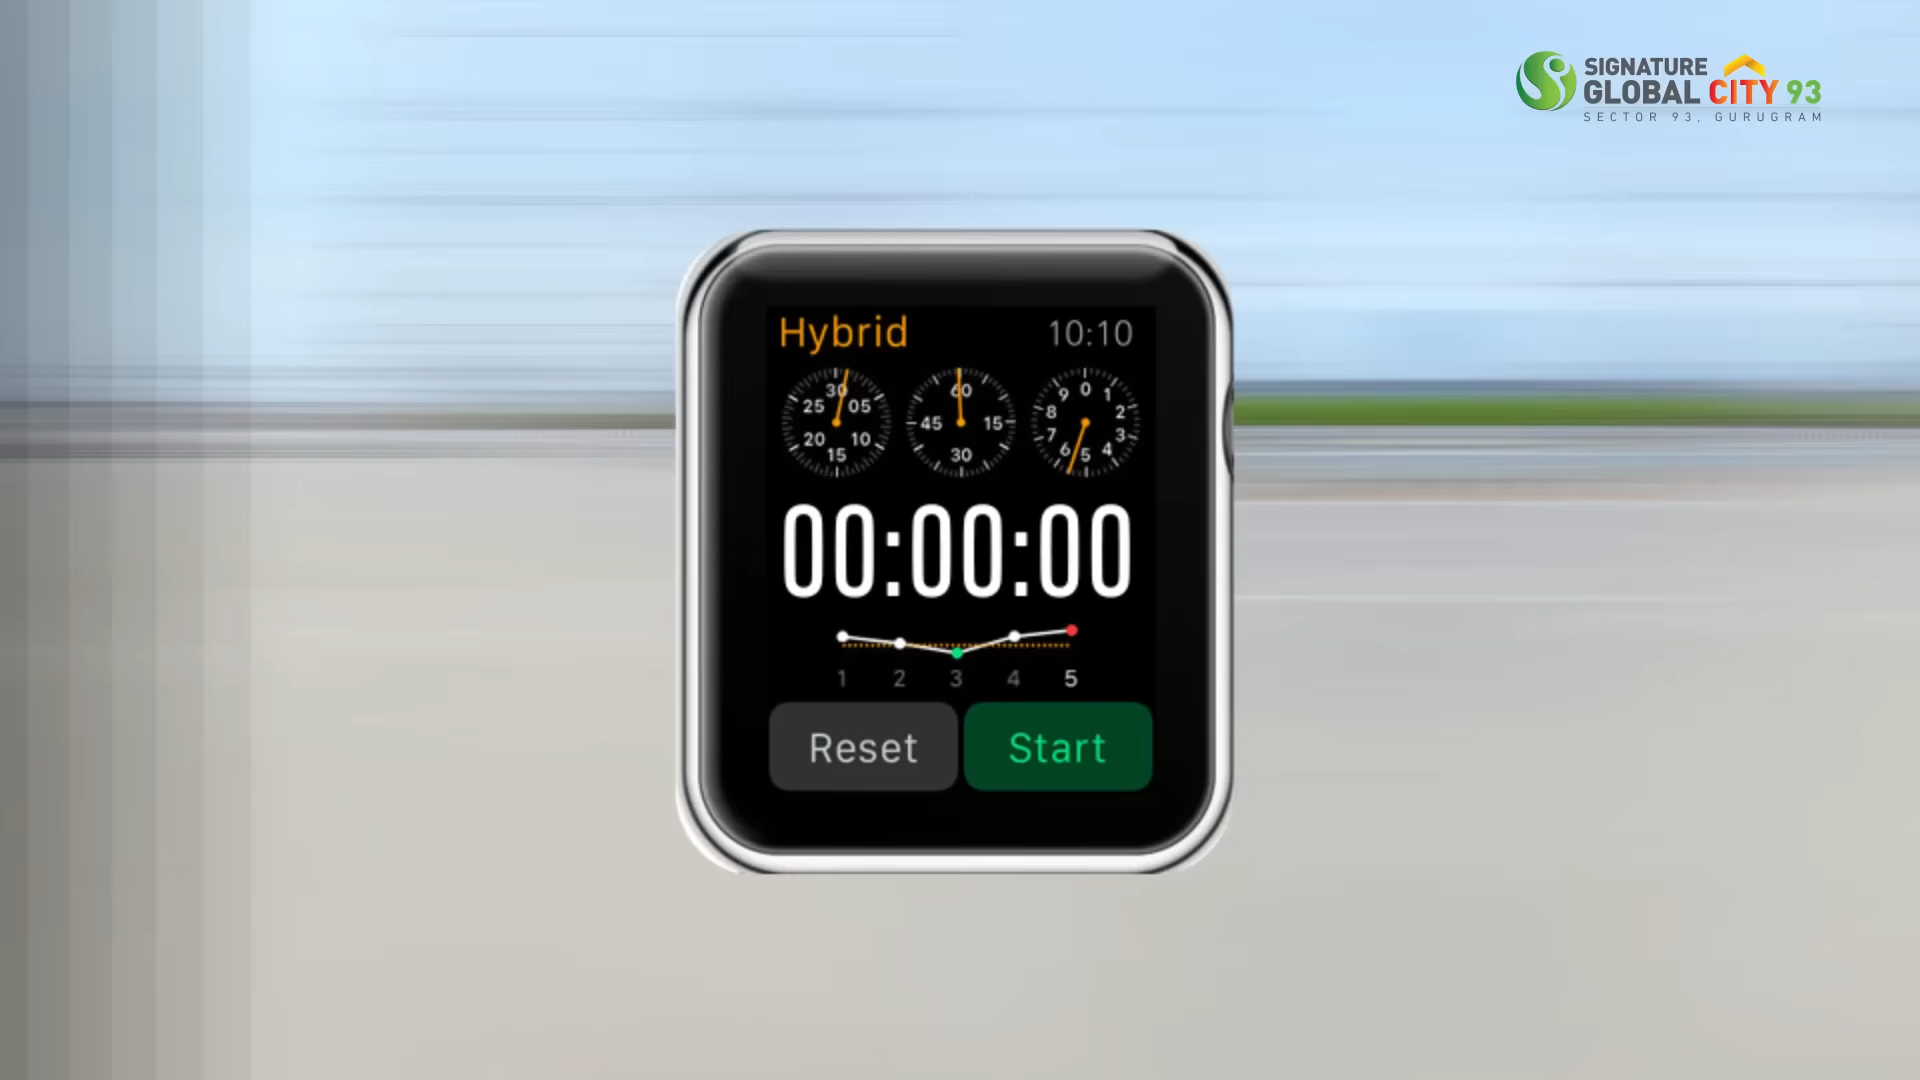 SIGNATURE
GLOBAL CITY 93
SECTOR 93, GURUGRAM
Hybrid
10:10
30 05 10 15 20 25
60 15 30 45
0 1 2 3 4 5 6 7 8 9
00:00:00
1 2 3 4 5
Reset Start